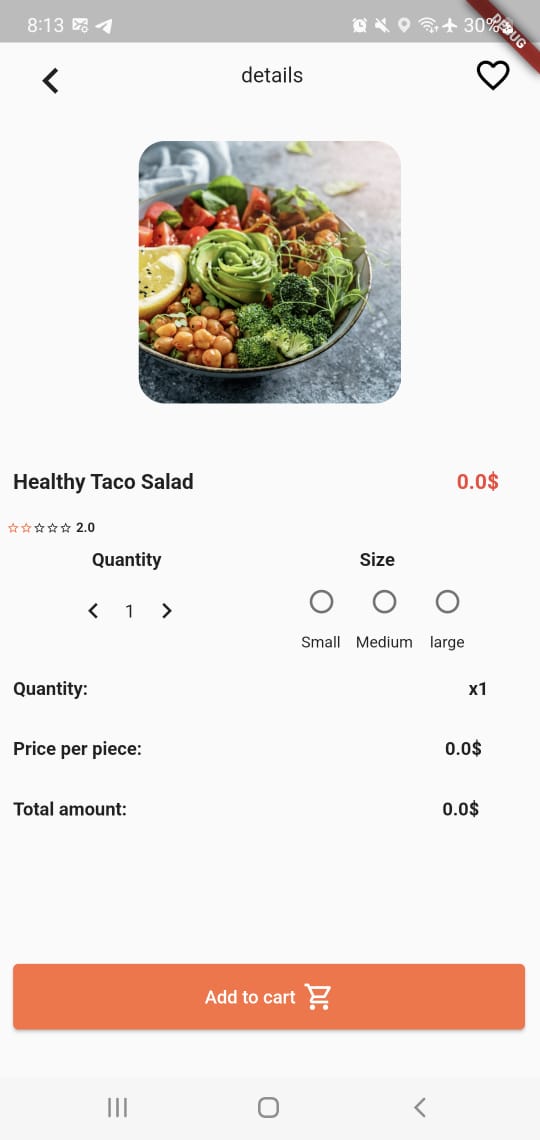 8:13 30%
DEBUG
details
Healthy Taco Salad 0.0$
2.0
Quantity Size
1
Small Medium large
Quantity: x1
Price per piece: 0.0$
Total amount: 0.0$
Add to cart